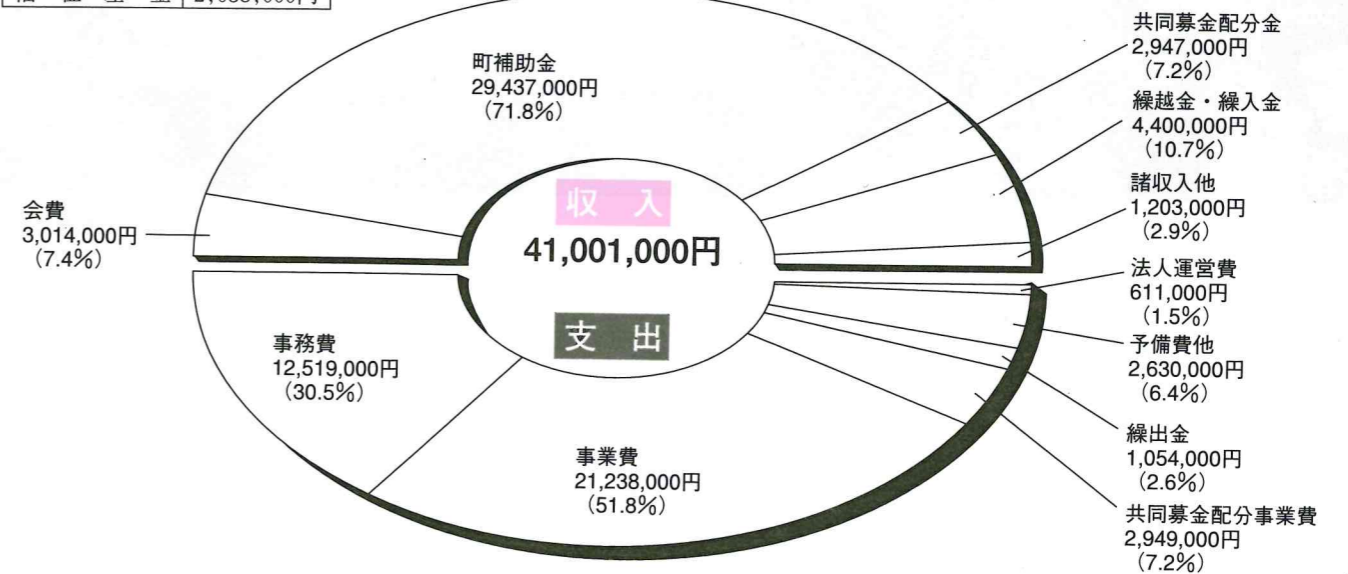 町補助金
29,437,000円
(71.8%)
共同募金配分金
2,947,000円
(7.2%)
繰越金・繰入金
4,400,000円
(10.7%)
諸収入他
1,203,000円
(2.9%)
会費
3,014,000円
(7.4%)
収 入
41,001,000円
支 出
法人運営費
611,000円
(1.5%)
予備費他
2,630,000円
(6.4%)
繰出金
1,054,000円
(2.6%)
共同募金配分事業費
2,949,000円
(7.2%)
事業費
21,238,000円
(51.8%)
事務費
12,519,000円
(30.5%)